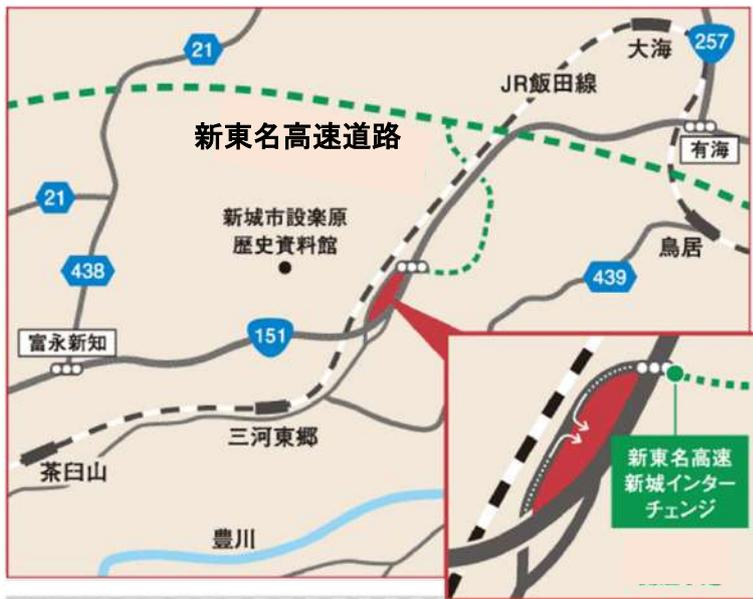 21
大海
257
JR飯田線
新東名高速道路
有海
21
新城市設楽原
歴史資料館
鳥居
438
439
富永新知
151
三河東郷
茶臼山
新東名高速
新城インター
チェンジ
豊川